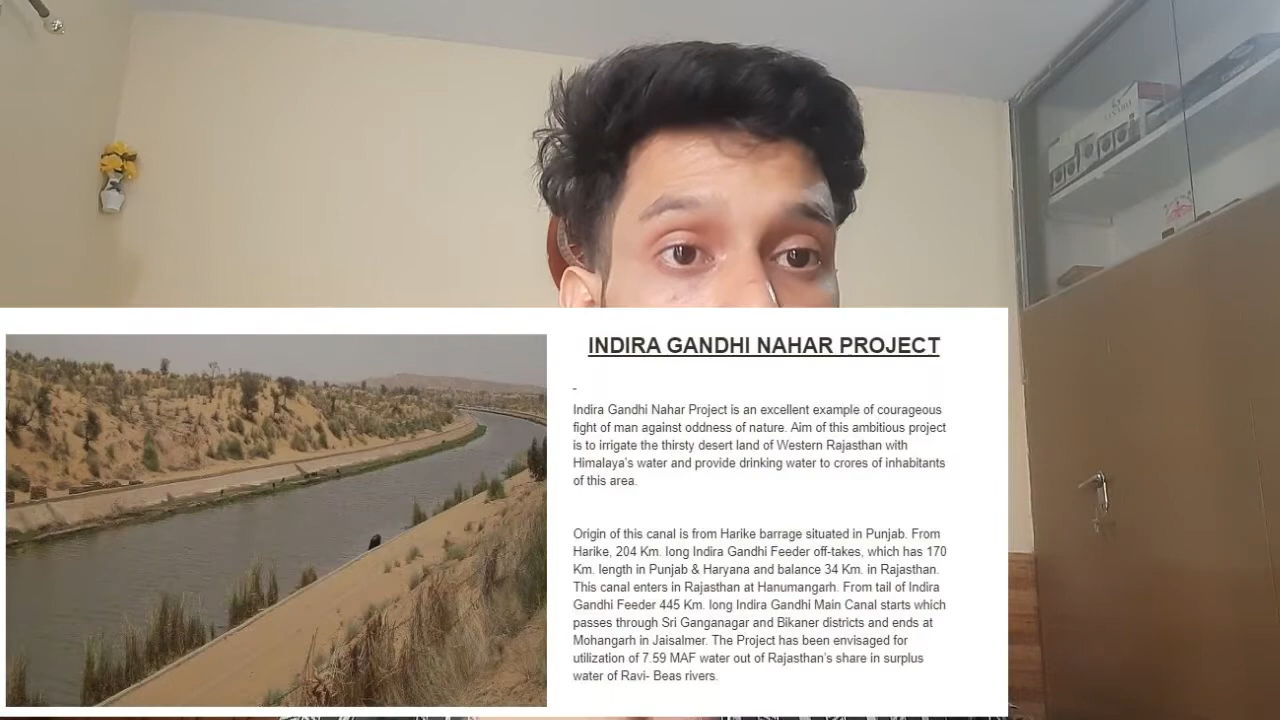 INDIRA GANDHI NAHAR PROJECT
Indira Gandhi Nahar Project is an excellent example of courageous
fight of man against oddness of nature. Aim of this ambitious project
is to irrigate the thirsty desert land of Western Rajasthan with
Himalaya's water and provide drinking water to crores of inhabitants
of this area.
Origin of this canal is from Harike barrage situated in Punjab. From
Harike, 204 Km. long Indira Gandhi Feeder off-takes, which has 170
Km. length in Punjab & Haryana and balance 34 Km. in Rajasthan.
This canal enters in Rajasthan at Hanumangarh. From tail of Indira
Gandhi Feeder 445 Km. long Indira Gandhi Main Canal starts which
passes through Sri Ganganagar and Bikaner districts and ends at
Mohangarh in Jaisalmer. The Project has been envisaged for
utilization of 7.59 MAF water out of Rajasthan's share in surplus
water of Ravi- Beas rivers.